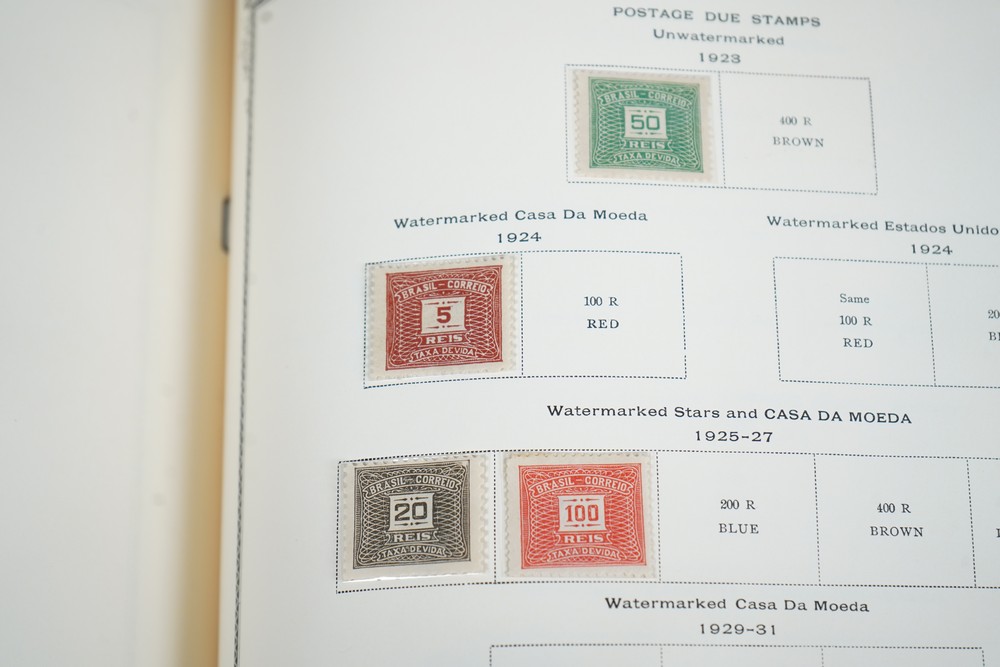 POSTAGE DUE STAMPS
Unwatermarked
1923
BRASIL-CORREIO
50
REIS
TAXA DEVIDA
400 R
BROWN
Watermarked Casa Da Moeda
1924
BRASIL-CORREIO
5
REIS
TAXA DEVIDA
100 R
RED
Watermarked Estados Unido
1924
Same
100 R
RED
20
Watermarked Stars and CASA DA MOEDA
1925-27
BRASIL-CORREIO
20
REIS
TAXA DEVIDA
BRASIL-CORREIO
100
REIS
TAXA DEVIDA
200 R
BLUE
400 R
BROWN
Watermarked Casa Da Moeda
1929-31